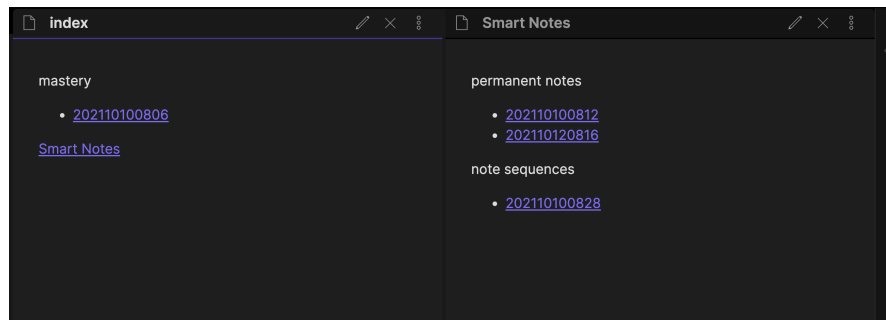 index
mastery
202110100806
Smart Notes
Smart Notes
permanent notes
202110100812
202110120816
note sequences
202110100828